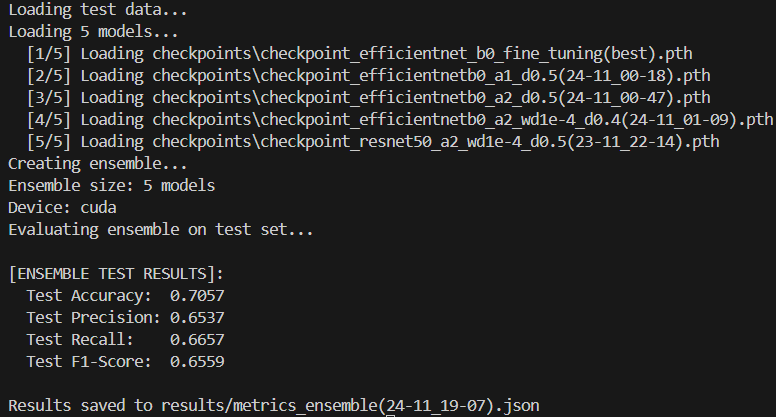 Loading test data...
Loading 5 models...
[1/5] Loading checkpoints\checkpoint_efficientnet_b0_fine_tuning(best).pth
[2/5] Loading checkpoints\checkpoint_efficientnetb0_a1_d0.5(24-11_00-18).pth
[3/5] Loading checkpoints\checkpoint_efficientnetb0_a2_d0.5(24-11_00-47).pth
[4/5] Loading checkpoints\checkpoint_efficientnetb0_a2_wd1e-4_d0.4(24-11_01-09).pth
[5/5] Loading checkpoints\checkpoint_resnet50_a2_wd1e-4_d0.5(23-11_22-14).pth
Creating ensemble...
Ensemble size: 5 models
Device: cuda
Evaluating ensemble on test set...
[ENSEMBLE TEST RESULTS]:
Test Accuracy: 0.7057
Test Precision: 0.6537
Test Recall: 0.6657
Test F1-Score: 0.6559
Results saved to results/metrics_ensemble(24-11_19-07).json